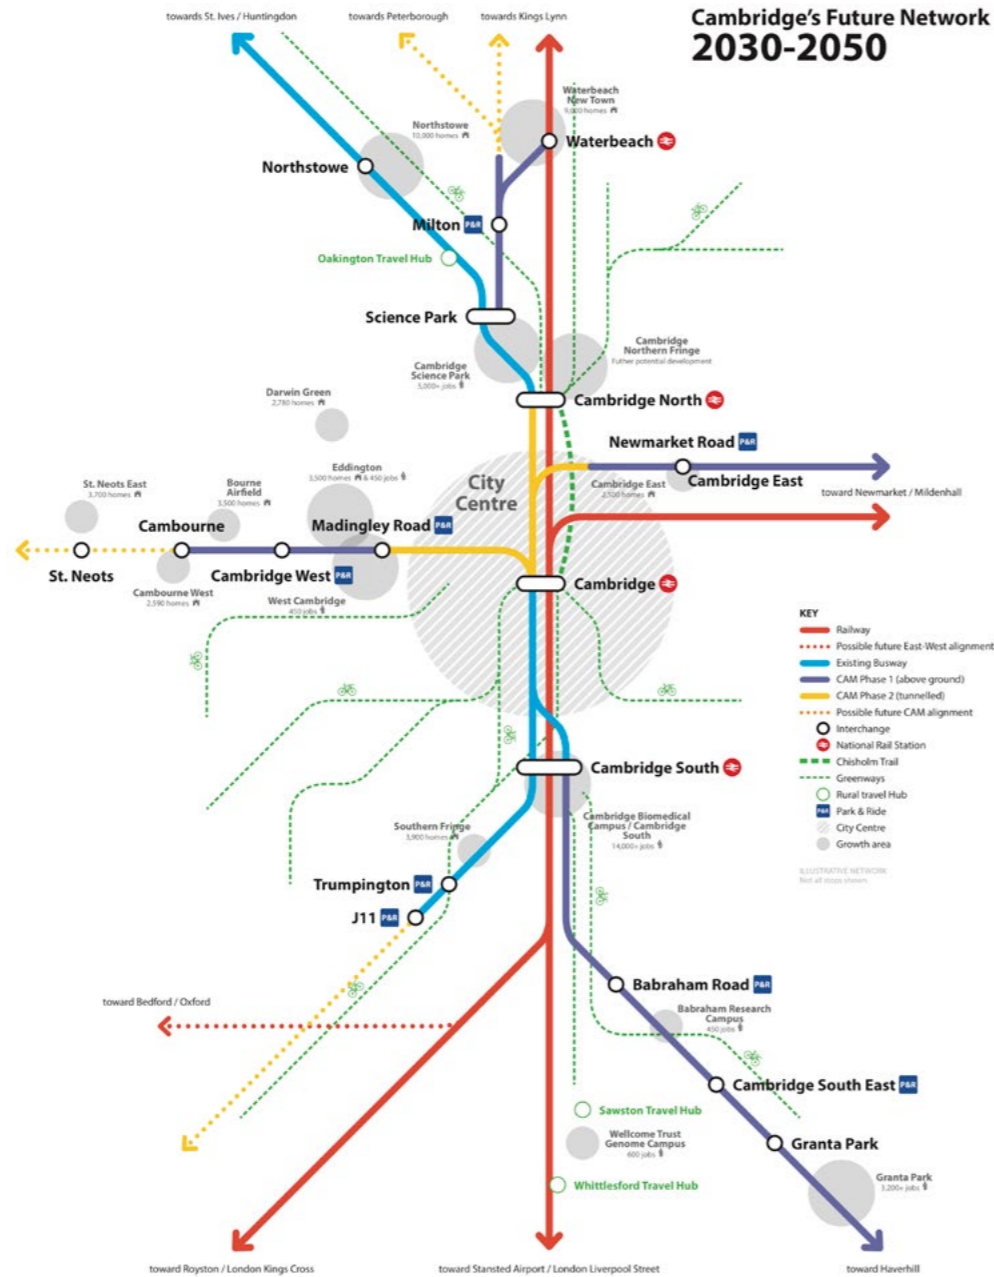 Cambridge's Future Network
2030-2050
towards St. Ives / Huntingdon
towards Peterborough
towards Kings Lynn
Waterbeach
New Town
9,000 homes
Northstowe
10,000 homes
Waterbeach
Northstowe
Milton P&R
Oakington Travel Hub
Science Park
Cambridge
Northern Fringe
Futher potential development
Cambridge
Science Park
5,000+ jobs
Darwin Green
2,780 homes
Cambridge North
Newmarket Road P&R
Eddington
3,500 homes & 450 jobs
City
Centre
Cambridge East
2,500 homes
Cambridge East
toward Newmarket / Mildenhall
St. Neots East
3,700 homes
Bourne
Airfield
3,500 homes
Cambourne
Madingley Road P&R
St. Neots
Cambridge West P&R
Cambridge
Cambourne West
2,590 homes
West Cambridge
450 jobs
KEY
Railway
Possible future East-West alignment
Existing Busway
CAM Phase 1 (above ground)
CAM Phase 2 (tunnelled)
Possible future CAM alignment
Interchange
National Rail Station
Chisholm Trail
Greenways
Rural travel Hub
P&R Park & Ride
City Centre
Growth area
ILLUSTRATIVE NETWORK
Not all stops shown
Cambridge South
Cambridge Biomedical
Campus / Cambridge
South
14,000+ jobs
Southern Fringe
3,900 homes
Trumpington P&R
J11 P&R
Babraham Road P&R
toward Bedford / Oxford
Babraham Research
Campus
450 jobs
Cambridge South East P&R
Sawston Travel Hub
Wellcome Trust
Genome Campus
600 jobs
Granta Park
Whittlesford Travel Hub
Granta Park
3,200+ jobs
toward Royston / London Kings Cross
toward Stansted Airport / London Liverpool Street
toward Haverhill